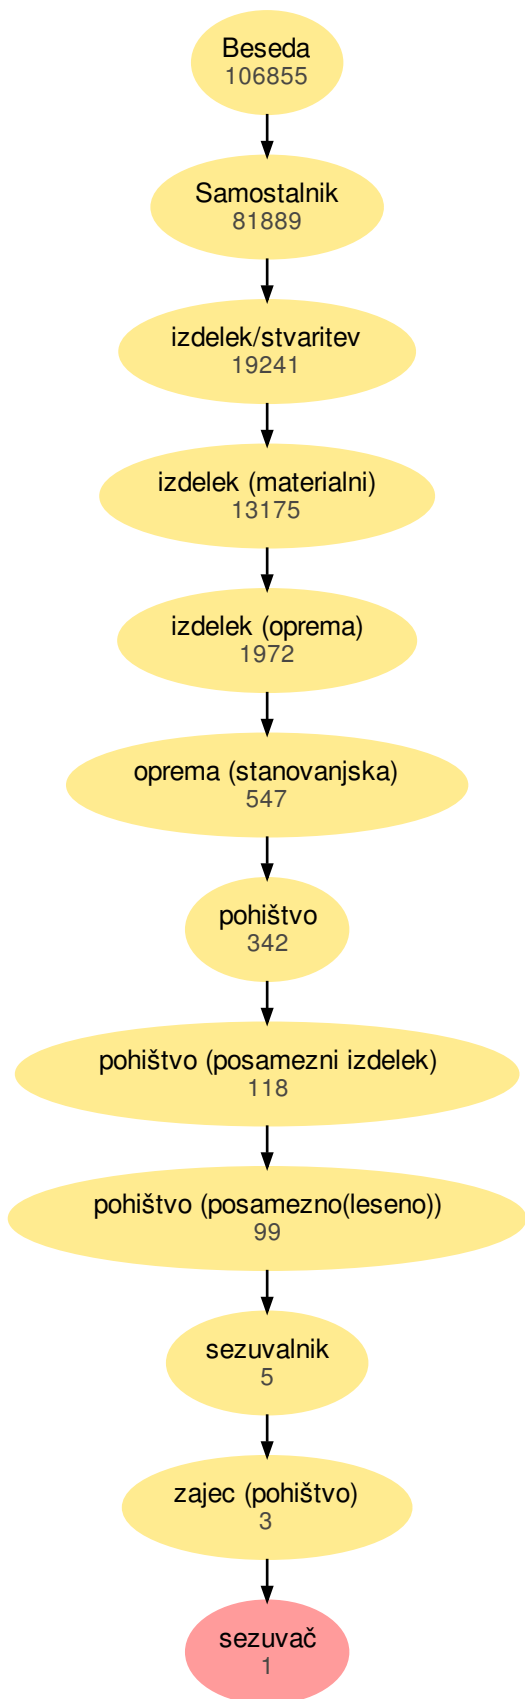 Beseda
106855
Samostalnik
81889
izdelek/stvaritev
19241
izdelek (materialni)
13175
izdelek (oprema)
1972
oprema (stanovanjska)
547
pohištvo
342
pohištvo (posamezni izdelek)
118
pohištvo (posamezno(leseno))
99
sezuvalnik
5
zajec (pohištvo)
3
sezuvač
1